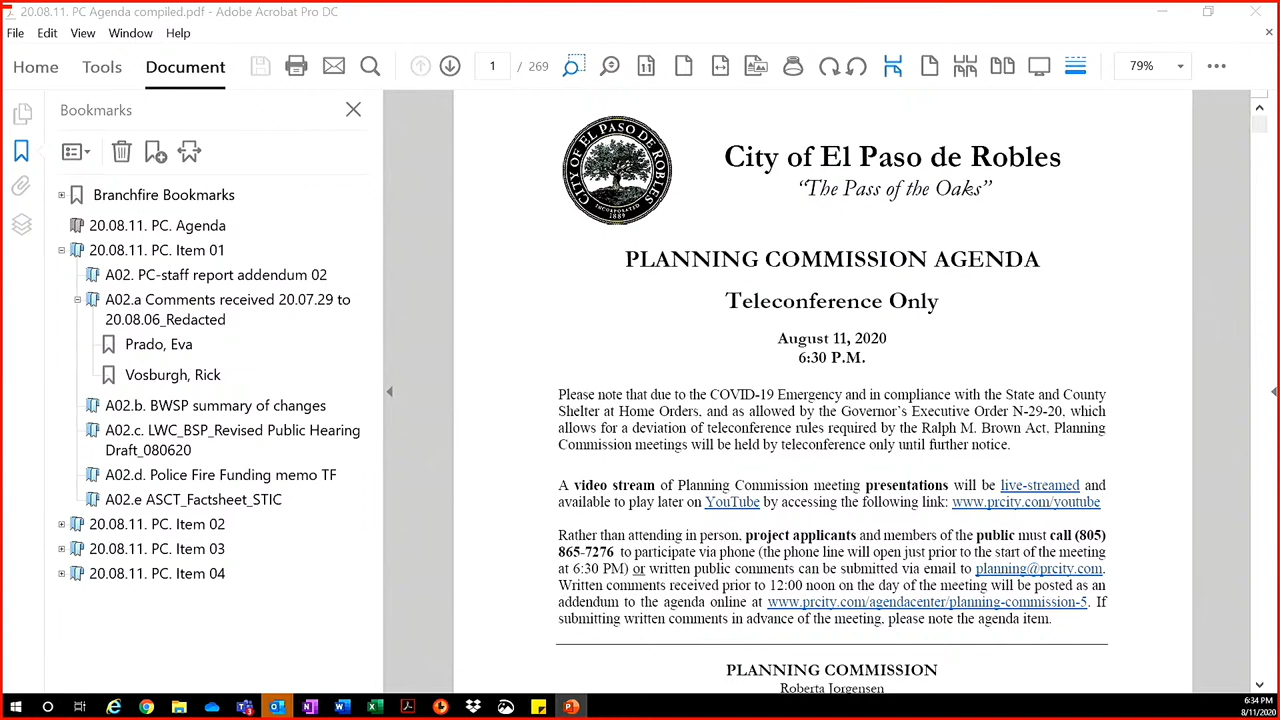 20.08.11. PC Agenda compiled.pdf - Adobe Acrobat Pro DC
File Edit View Window Help
Home Tools Document 1 / 269 79%
Bookmarks
Branchfire Bookmarks
20.08.11. PC. Agenda
20.08.11. PC. Item 01
A02. PC-staff report addendum 02
A02.a Comments received 20.07.29 to
20.08.06_Redacted
Prado, Eva
Vosburgh, Rick
A02.b. BWSP summary of changes
A02.c. LWC_BSP_Revised Public Hearing
Draft_080620
A02.d. Police Fire Funding memo TF
A02.e ASCT_Factsheet_STIC
20.08.11. PC. Item 02
20.08.11. PC. Item 03
20.08.11. PC. Item 04
CITY OF EL PASO DE ROBLES
INCORPORATED
1889
City of El Paso de Robles
“The Pass of the Oaks”
PLANNING COMMISSION AGENDA
Teleconference Only
August 11, 2020
6:30 P.M.
Please note that due to the COVID-19 Emergency and in compliance with the State and County
Shelter at Home Orders, and as allowed by the Governor’s Executive Order N-29-20, which
allows for a deviation of teleconference rules required by the Ralph M. Brown Act, Planning
Commission meetings will be held by teleconference only until further notice.
A video stream of Planning Commission meeting presentations will be live-streamed and
available to play later on YouTube by accessing the following link: www.prcity.com/youtube
Rather than attending in person, project applicants and members of the public must call (805)
865-7276 to participate via phone (the phone line will open just prior to the start of the meeting
at 6:30 PM) or written public comments can be submitted via email to planning@prcity.com.
Written comments received prior to 12:00 noon on the day of the meeting will be posted as an
addendum to the agenda online at www.prcity.com/agendacenter/planning-commission-5. If
submitting written comments in advance of the meeting, please note the agenda item.
PLANNING COMMISSION
Roberta Jorgensen
6:34 PM
8/11/2020